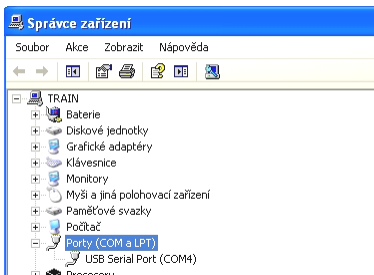 Správce zařízení
Soubor Akce Zobrazit Nápověda
TRAIN
Baterie
Diskové jednotky
Grafické adaptéry
Klávesnice
Monitory
Myši a jiná polohovací zařízení
Paměťové svazky
Počítač
Porty (COM a LPT)
USB Serial Port (COM4)
Procesory